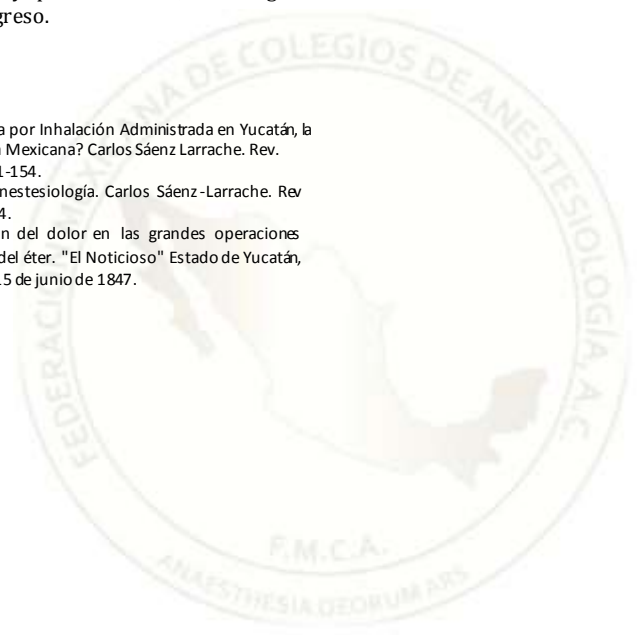 greso.
a por Inhalación Administrada en Yucatán, la
Mexicana? Carlos Sáenz Larrache. Rev.
1-154.
nestesiología. Carlos Sáenz-Larrache. Rev
4.
n del dolor en las grandes operaciones
del éter. "El Noticioso" Estado de Yucatán,
15 de junio de 1847.
FEDERACIÓN MEXICANA DE COLEGIOS DE ANESTESIOLOGÍA, A.C.
F.M.C.A.
ANAESTHESIA DEORUM ARS